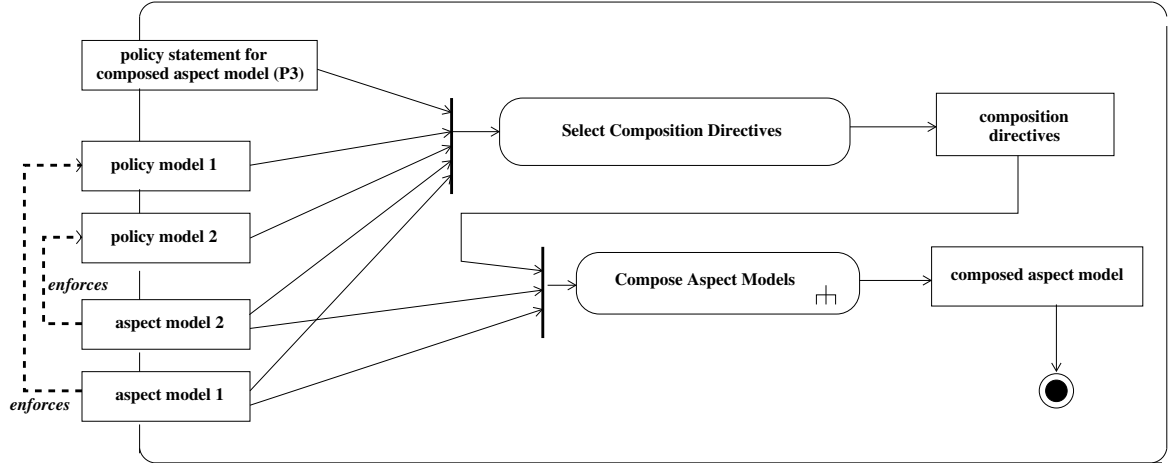 policy statement for
composed aspect model (P3)
Select Composition Directives
composition
directives
policy model 1
policy model 2
enforces
Compose Aspect Models
composed aspect model
aspect model 2
aspect model 1
enforces